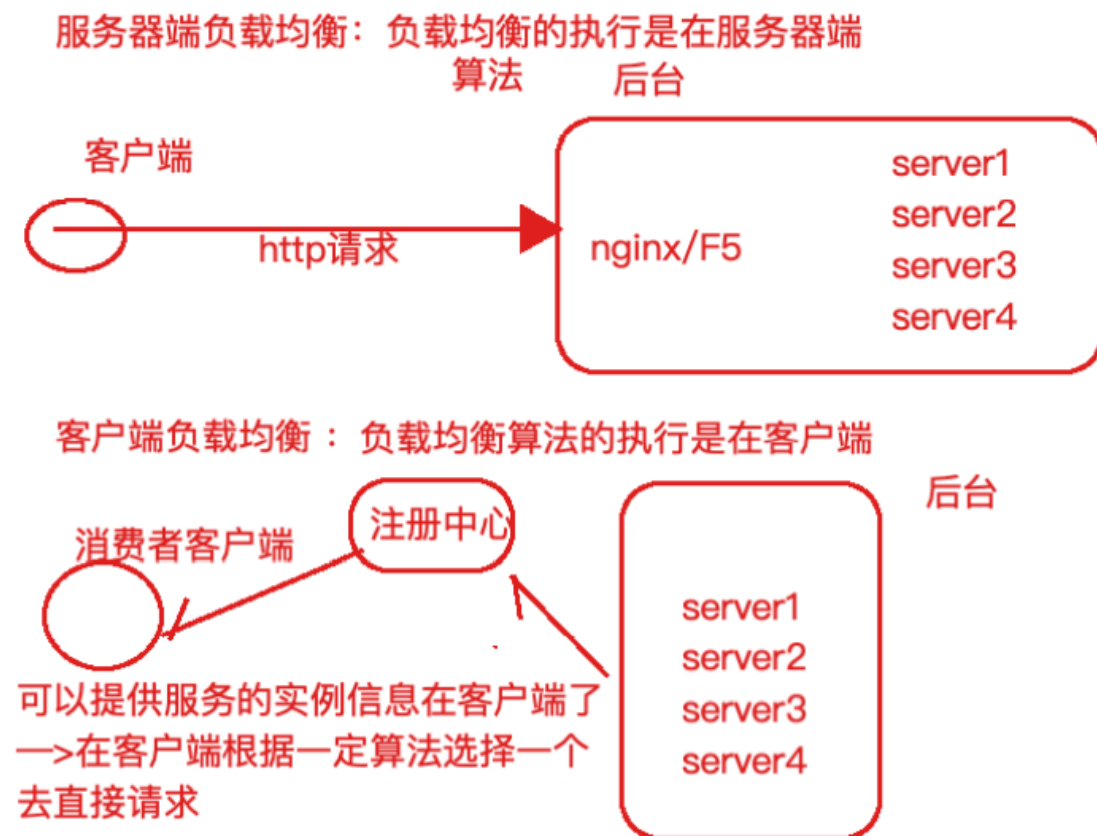 服务器端负载均衡：负载均衡的执行是在服务器端
算法
后台
客户端
http请求
nginx/F5
server1
server2
server3
server4
客户端负载均衡 ：负载均衡算法的执行是在客户端
后台
注册中心
消费者客户端
server1
server2
server3
server4
可以提供服务的实例信息在客户端了
—>在客户端根据一定算法选择一个
去直接请求